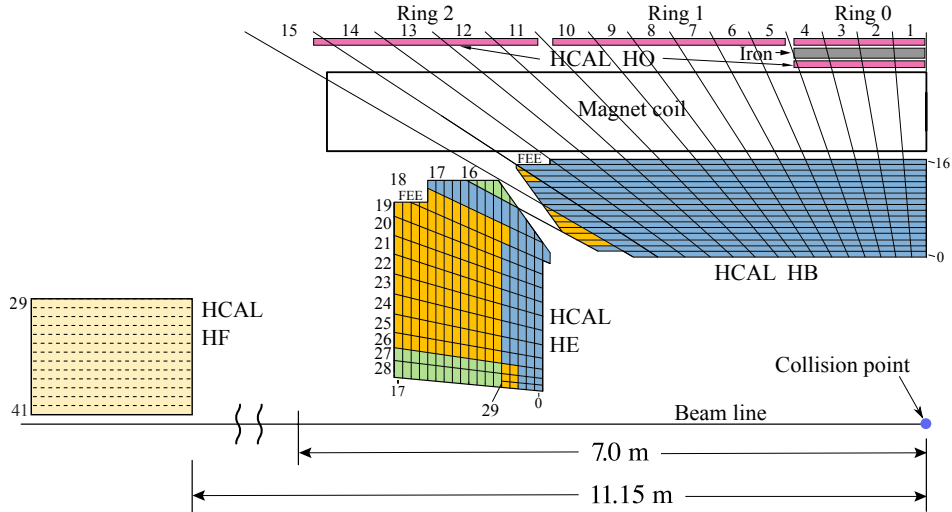 Ring 2 Ring 1 Ring 0
15 14 13 12 11 10 9 8 7 6 5 4 3 2 1
HCAL HO
Iron
Magnet coil
FEE
16
0
HCAL HB
18 17 16
FEE
19
20
21
22
23
24
25
26
27
28
17
29
0
HCAL
HE
29
HCAL
HF
41
Collision point
Beam line
7.0 m
11.15 m